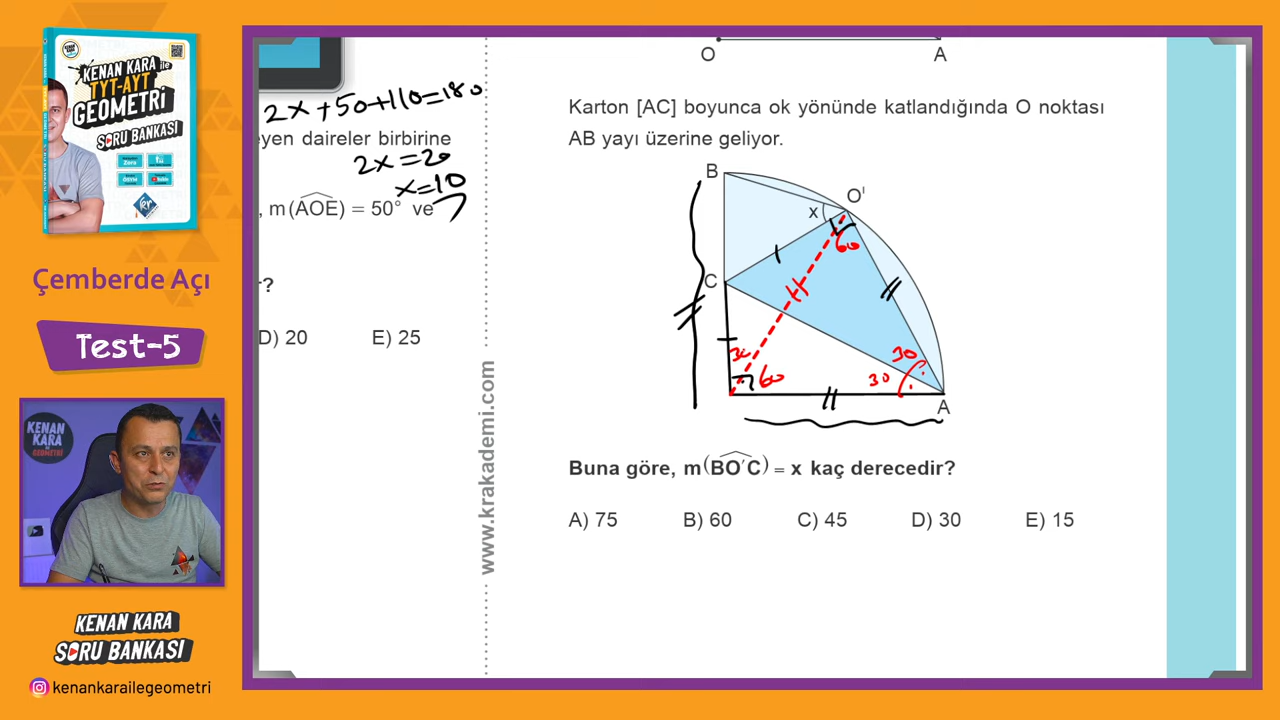 KENAN KARA ile
TYT-AYT
GEOMETRİ
SORU BANKASI
Çemberde Açı
Test-5
KENAN
KARA
GEOMETRİ
KENAN KARA
SORU BANKASI
kenankarailegeometri
2x+50+110=180
eyen daireler birbirine
2x=20
x=10
, m(AOE) = 50° ve
r?
D) 20 E) 25
www.krakademi.com
O A
Karton [AC] boyunca ok yönünde katlandığında O noktası
AB yayı üzerine geliyor.
B
O'
x
60
C
30
60
30
30
?
?
A
Buna göre, m(BO'C) = x kaç derecedir?
A) 75 B) 60 C) 45 D) 30 E) 15